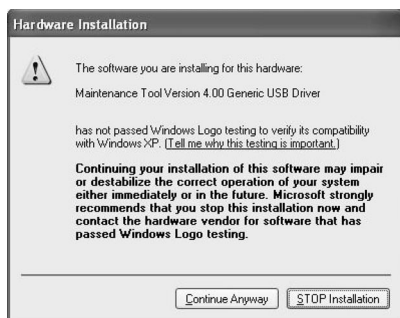 Hardware Installation
The software you are installing for this hardware:
Maintenance Tool Version 4.00 Generic USB Driver
has not passed Windows Logo testing to verify its compatibility
with Windows XP. (Tell me why this testing is important.)
Continuing your installation of this software may impair
or destabilize the correct operation of your system
either immediately or in the future. Microsoft strongly
recommends that you stop this installation now and
contact the hardware vendor for software that has
passed Windows Logo testing.
Continue Anyway STOP Installation